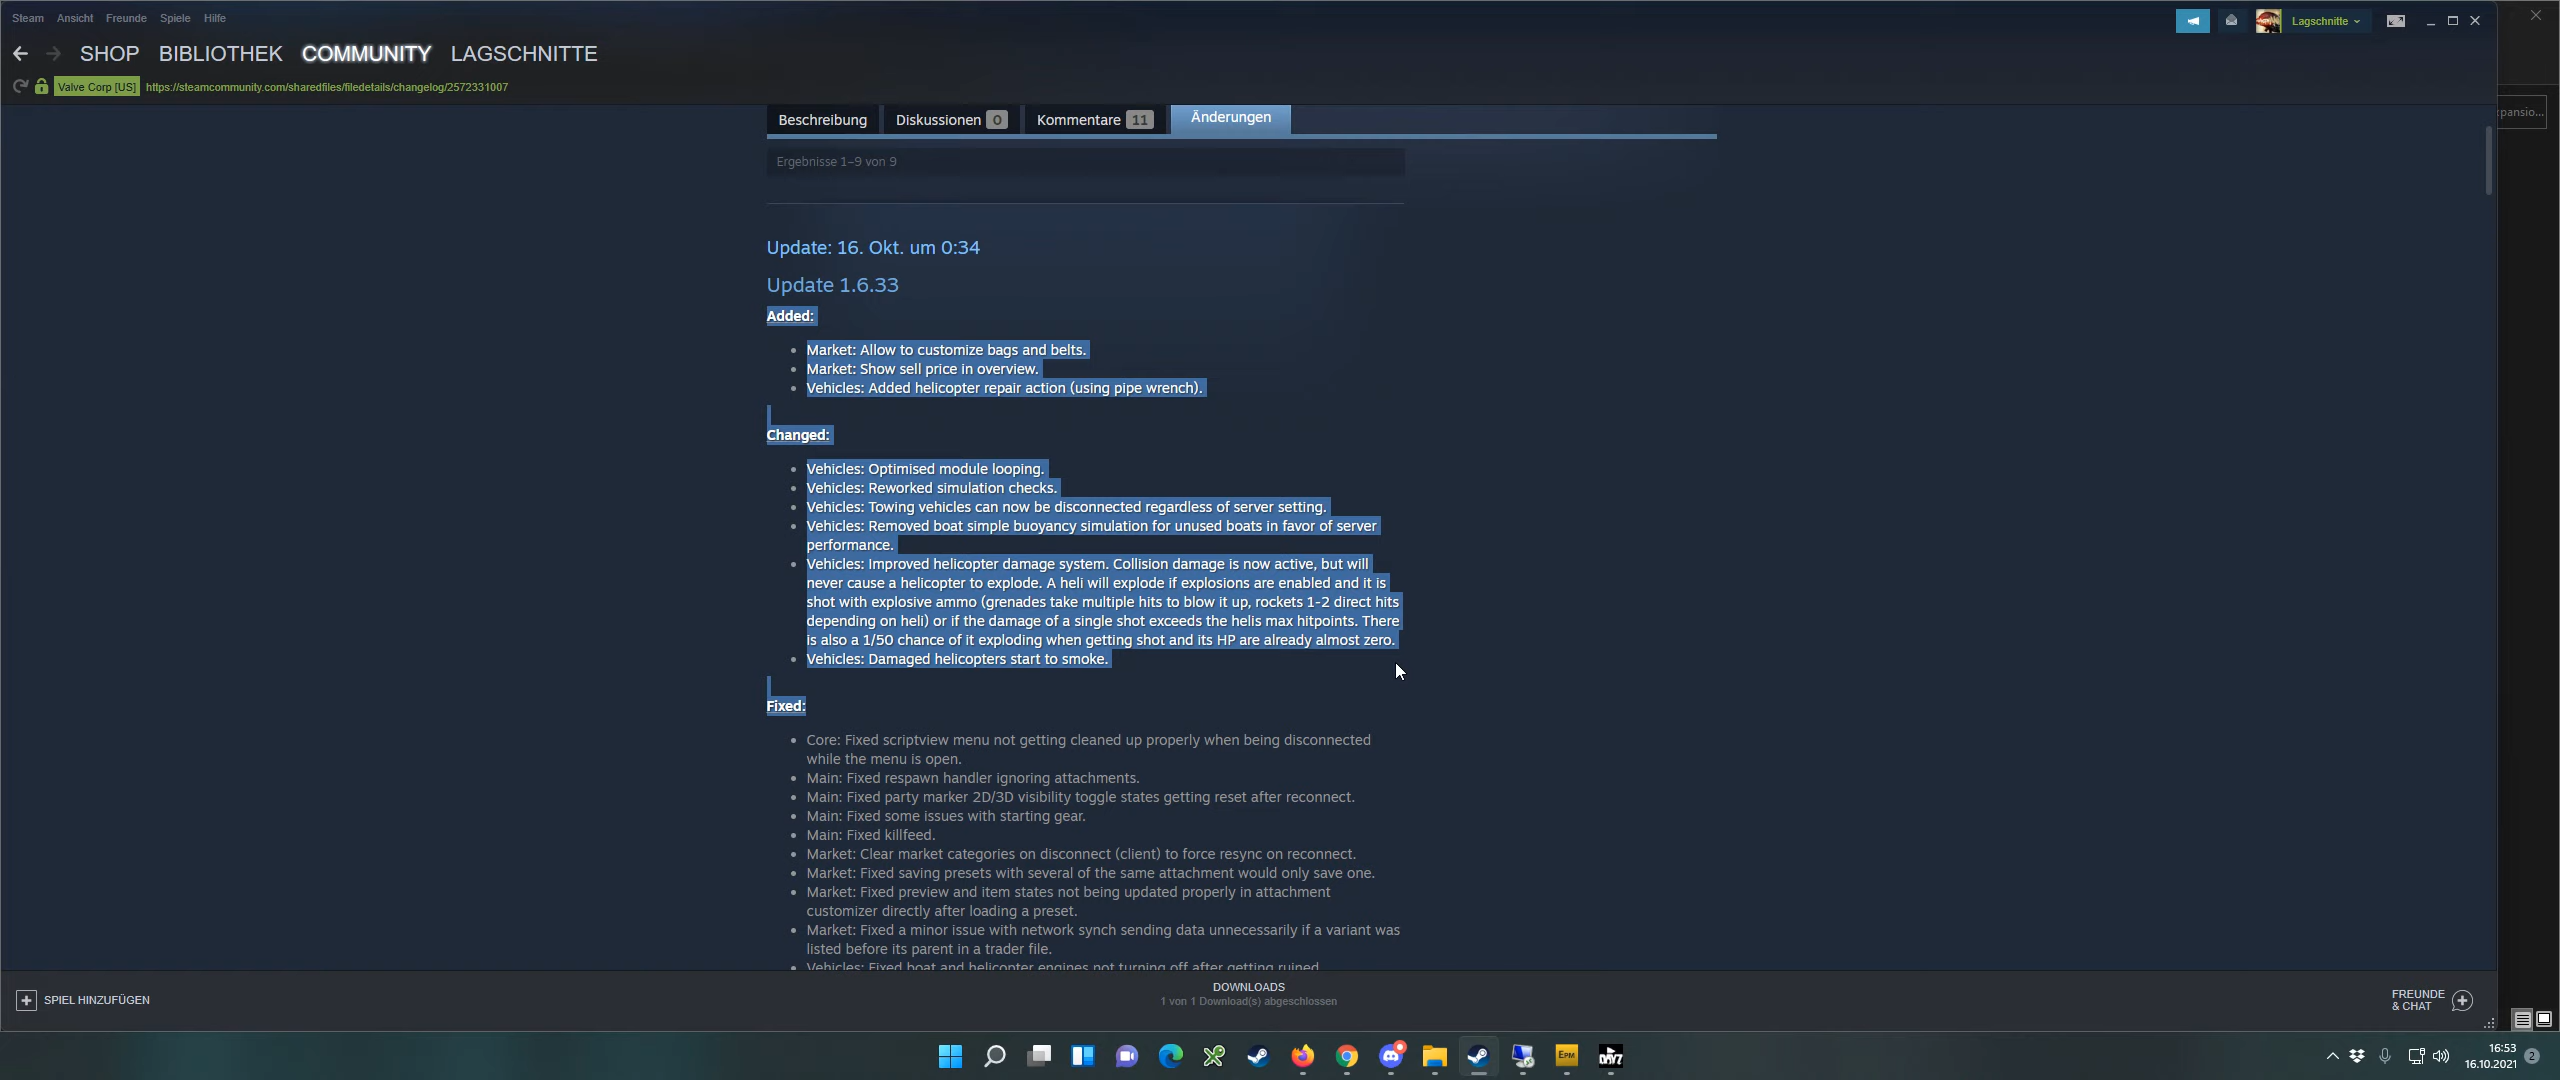 Steam Ansicht Freunde Spiele Hilfe
Lagschnitte
SHOP BIBLIOTHEK COMMUNITY LAGSCHNITTE
Valve Corp [US] https://steamcommunity.com/sharedfiles/filedetails/changelog/2572331007
Beschreibung Diskussionen 0 Kommentare 11 Änderungen
Ergebnisse 1–9 von 9
Update: 16. Okt. um 0:34
Update 1.6.33
Added:
Market: Allow to customize bags and belts.
Market: Show sell price in overview.
Vehicles: Added helicopter repair action (using pipe wrench).
Changed:
Vehicles: Optimised module looping.
Vehicles: Reworked simulation checks.
Vehicles: Towing vehicles can now be disconnected regardless of server setting.
Vehicles: Removed boat simple buoyancy simulation for unused boats in favor of server
performance.
Vehicles: Improved helicopter damage system. Collision damage is now active, but will
never cause a helicopter to explode. A heli will explode if explosions are enabled and it is
shot with explosive ammo (grenades take multiple hits to blow it up, rockets 1-2 direct hits
depending on heli) or if the damage of a single shot exceeds the helis max hitpoints. There
is also a 1/50 chance of it exploding when getting shot and its HP are already almost zero.
Vehicles: Damaged helicopters start to smoke.
Fixed:
Core: Fixed scriptview menu not getting cleaned up properly when being disconnected
while the menu is open.
Main: Fixed respawn handler ignoring attachments.
Main: Fixed party marker 2D/3D visibility toggle states getting reset after reconnect.
Main: Fixed some issues with starting gear.
Main: Fixed killfeed.
Market: Clear market categories on disconnect (client) to force resync on reconnect.
Market: Fixed saving presets with several of the same attachment would only save one.
Market: Fixed preview and item states not being updated properly in attachment
customizer directly after loading a preset.
Market: Fixed a minor issue with network synch sending data unnecessarily if a variant was
listed before its parent in a trader file.
Vehicles: Fixed boat and helicopter engines not turning off after getting ruined.
xpansio...
SPIEL HINZUFÜGEN
DOWNLOADS
1 von 1 Download(s) abgeschlossen
FREUNDE
& CHAT
EPM
DAYZ
16:53
16.10.2021
2